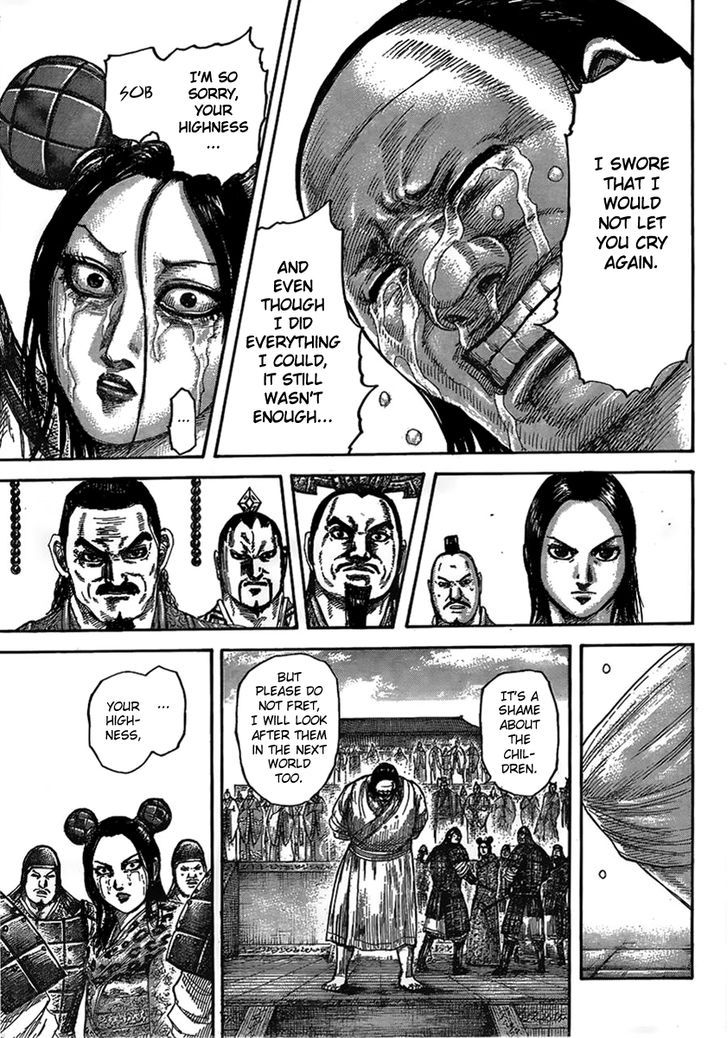 I SWORE
THAT I
WOULD
NOT LET
YOU CRY
AGAIN.
AND
EVEN
THOUGH
I DID
EVERYTHING
I COULD,
IT STILL
WASN'T
ENOUGH...
I'M SO
SORRY,
YOUR
HIGHNESS
...
SOB
...
IT'S A
SHAME
ABOUT
THE
CHIL-
DREN.
BUT
PLEASE DO
NOT FRET,
I WILL LOOK
AFTER THEM
IN THE NEXT
WORLD
TOO.
...
YOUR
HIGH-
NESS,